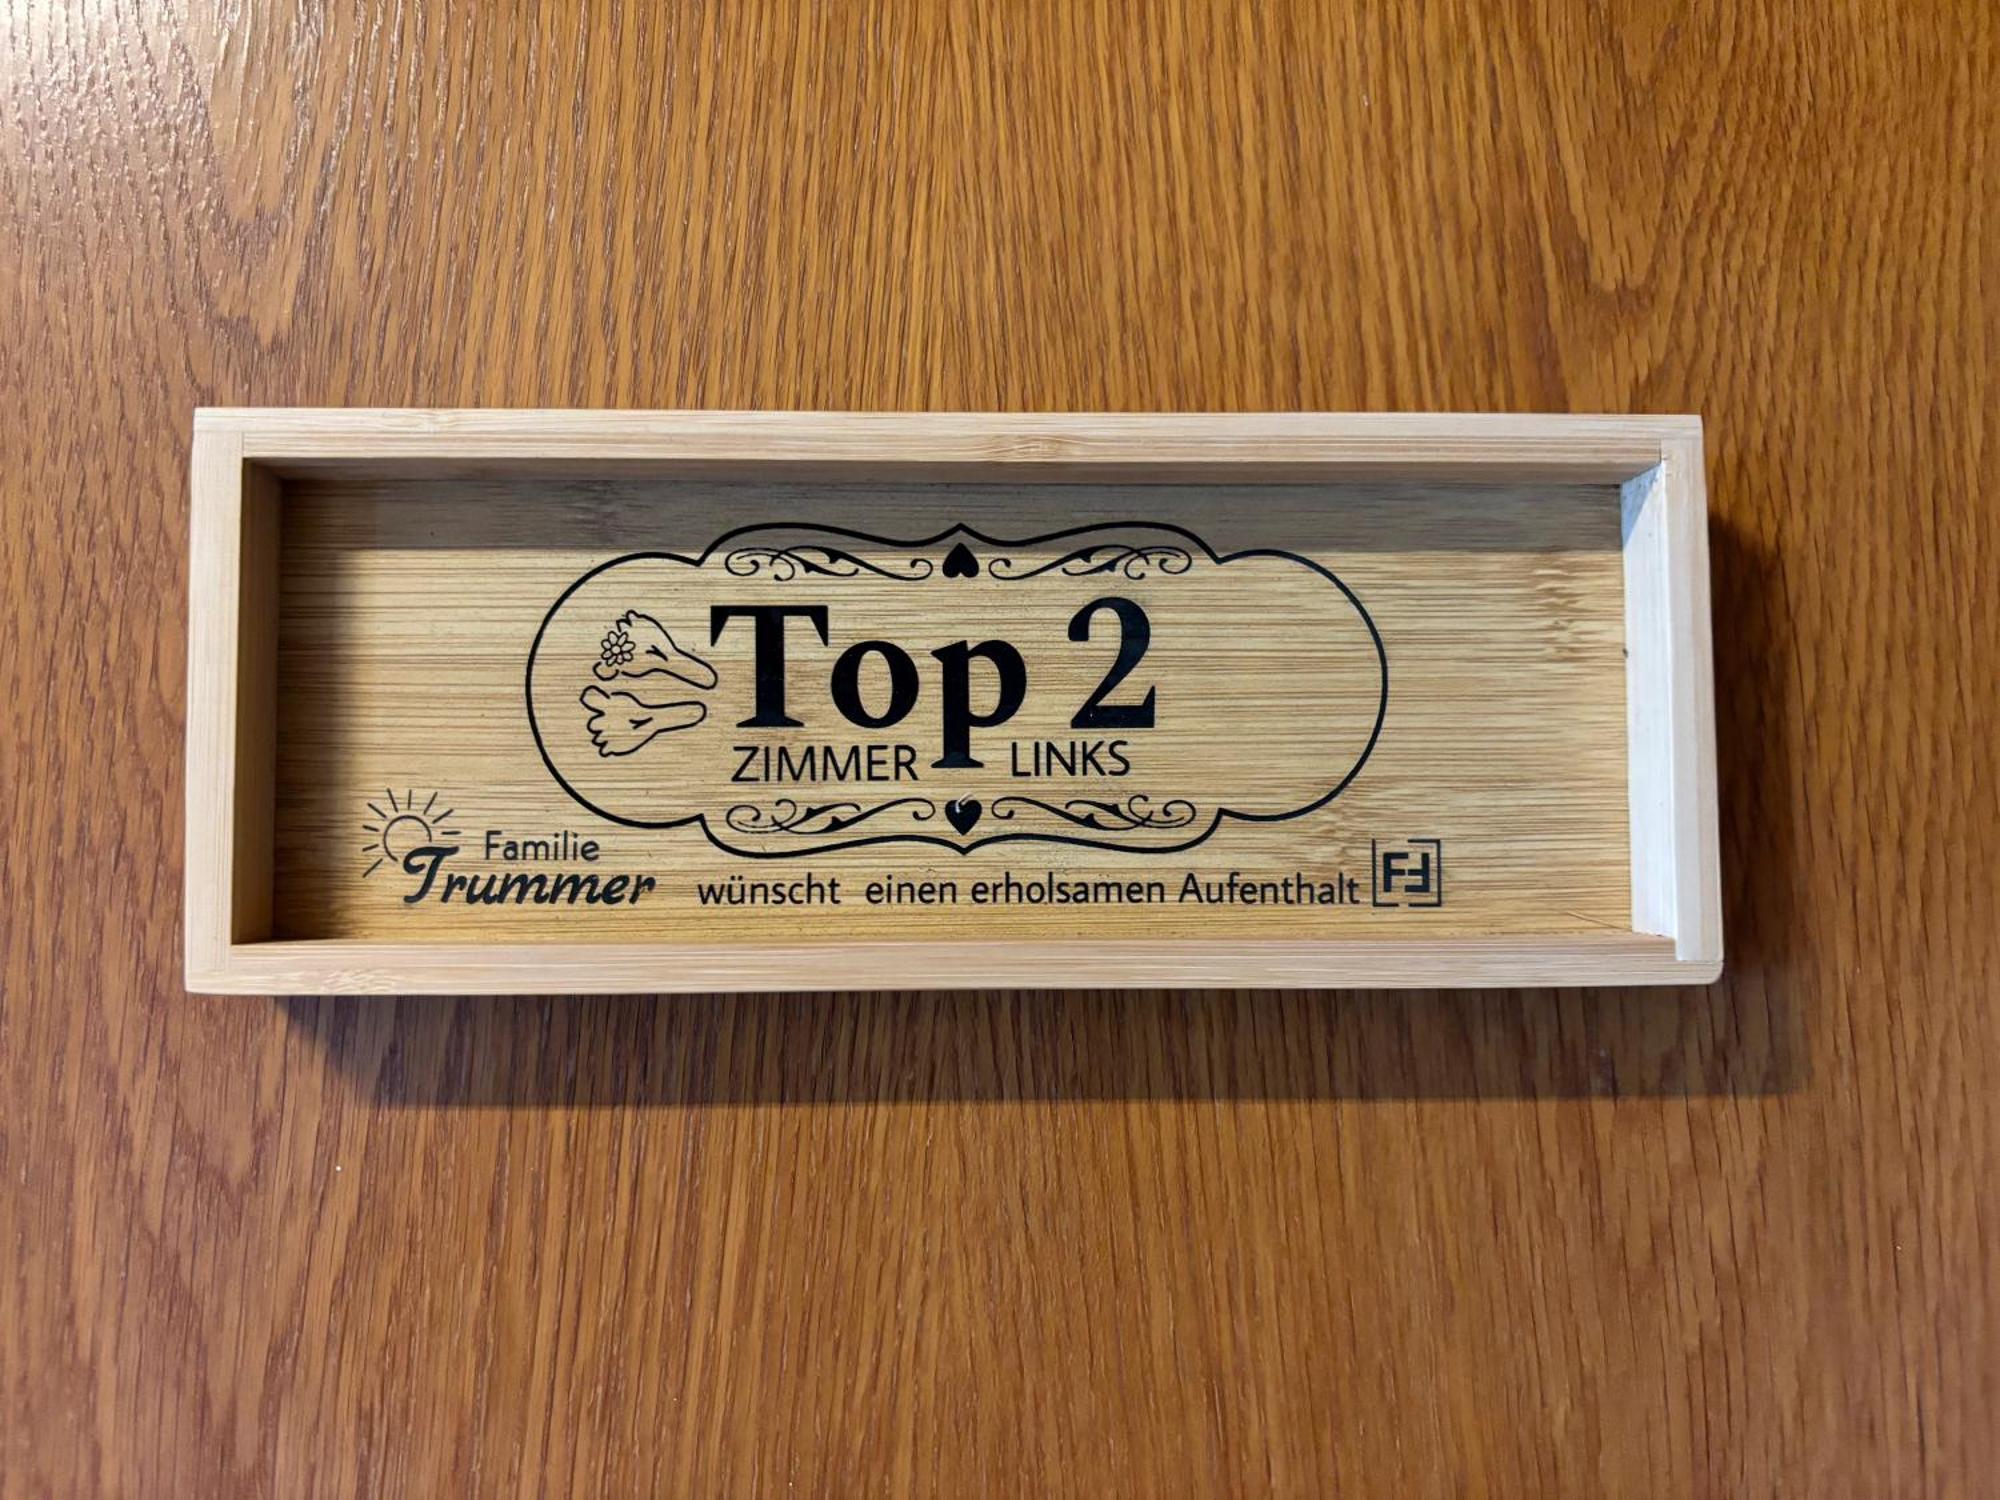 Top 2
ZIMMER LINKS
Familie
Trummer
wünscht einen erholsamen Aufenthalt